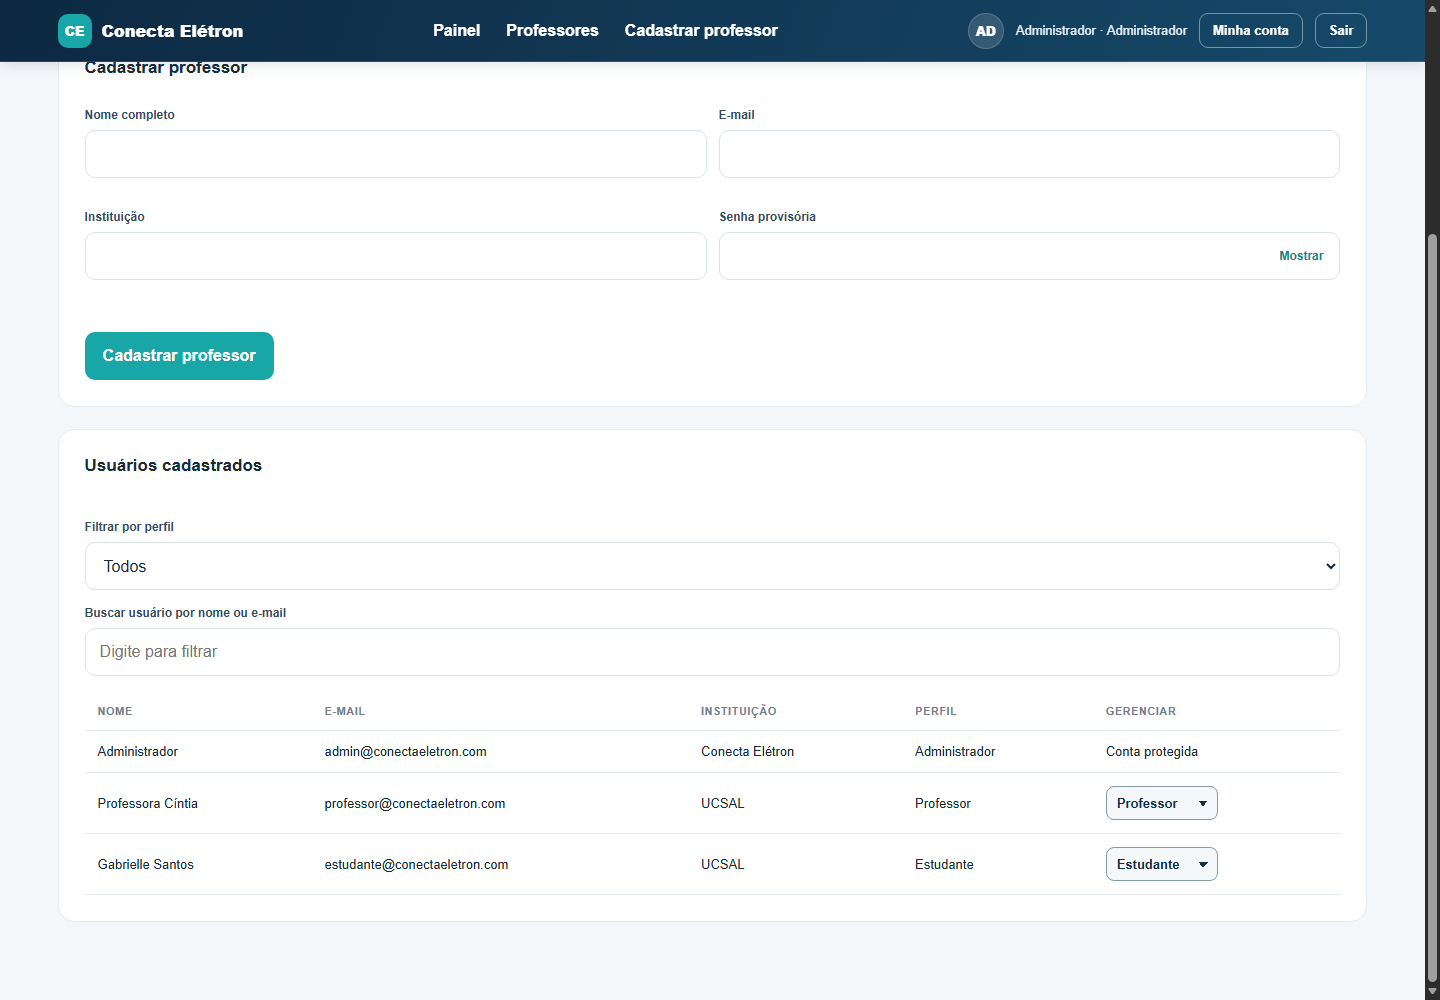 CE Conecta Elétron Painel Professores Cadastrar professor AD Administrador · Administrador Minha conta Sair
Cadastrar professor
Nome completo E-mail
Instituição Senha provisória
Mostrar
Cadastrar professor
Usuários cadastrados
Filtrar por perfil
Todos
Buscar usuário por nome ou e-mail
Digite para filtrar
NOME E-MAIL INSTITUIÇÃO PERFIL GERENCIAR
Administrador admin@conectaeletron.com Conecta Elétron Administrador Conta protegida
Professora Cíntia professor@conectaeletron.com UCSAL Professor Professor
Gabrielle Santos estudante@conectaeletron.com UCSAL Estudante Estudante